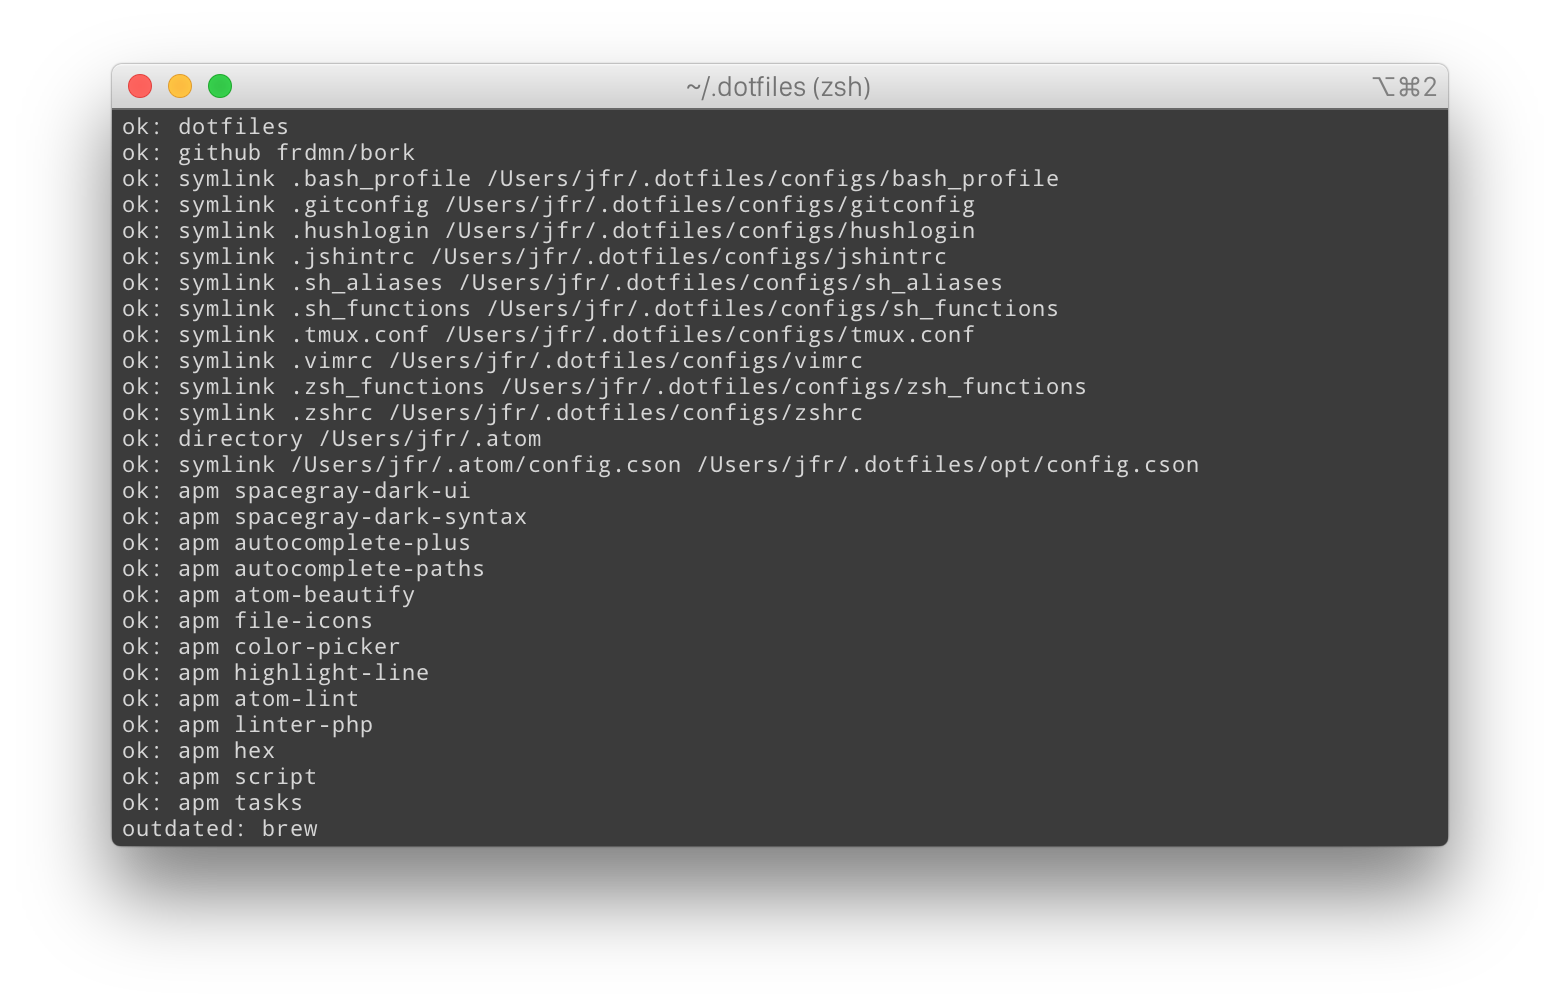 ~/.dotfiles (zsh)
⌥⌘2
ok: dotfiles
ok: github frdmn/bork
ok: symlink .bash_profile /Users/jfr/.dotfiles/configs/bash_profile
ok: symlink .gitconfig /Users/jfr/.dotfiles/configs/gitconfig
ok: symlink .hushlogin /Users/jfr/.dotfiles/configs/hushlogin
ok: symlink .jshintrc /Users/jfr/.dotfiles/configs/jshintrc
ok: symlink .sh_aliases /Users/jfr/.dotfiles/configs/sh_aliases
ok: symlink .sh_functions /Users/jfr/.dotfiles/configs/sh_functions
ok: symlink .tmux.conf /Users/jfr/.dotfiles/configs/tmux.conf
ok: symlink .vimrc /Users/jfr/.dotfiles/configs/vimrc
ok: symlink .zsh_functions /Users/jfr/.dotfiles/configs/zsh_functions
ok: symlink .zshrc /Users/jfr/.dotfiles/configs/zshrc
ok: directory /Users/jfr/.atom
ok: symlink /Users/jfr/.atom/config.cson /Users/jfr/.dotfiles/opt/config.cson
ok: apm spacegray-dark-ui
ok: apm spacegray-dark-syntax
ok: apm autocomplete-plus
ok: apm autocomplete-paths
ok: apm atom-beautify
ok: apm file-icons
ok: apm color-picker
ok: apm highlight-line
ok: apm atom-lint
ok: apm linter-php
ok: apm hex
ok: apm script
ok: apm tasks
outdated: brew